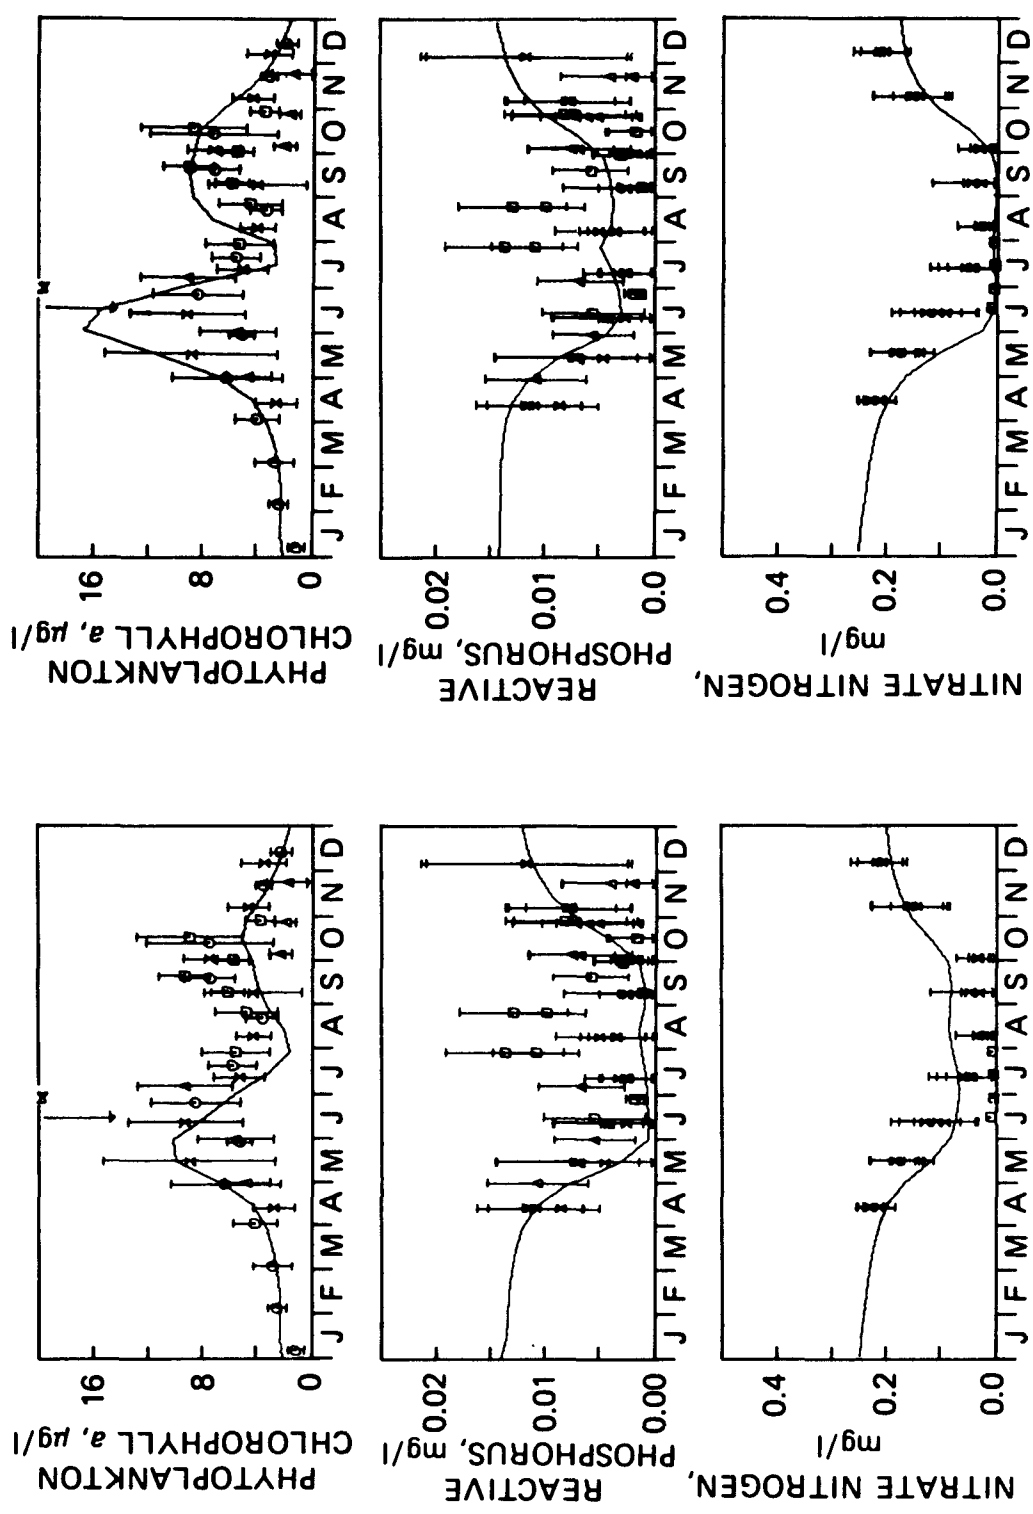 PHYTOPLANKTON
CHLOROPHYLL a, μg/l
16
8
0
J F M A M J J A S O N D
REACTIVE
PHOSPHORUS, mg/l
0.02
0.01
0.00
J F M A M J J A S O N D
NITRATE NITROGEN,
mg/l
0.4
0.2
0.0
J F M A M J J A S O N D
PHYTOPLANKTON
CHLOROPHYLL a, μg/l
16
8
0
J F M A M J J A S O N D
REACTIVE
PHOSPHORUS, mg/l
0.02
0.01
0.0
J F M A M J J A S O N D
NITRATE NITROGEN,
mg/l
0.4
0.2
0.0
J F M A M J J A S O N D